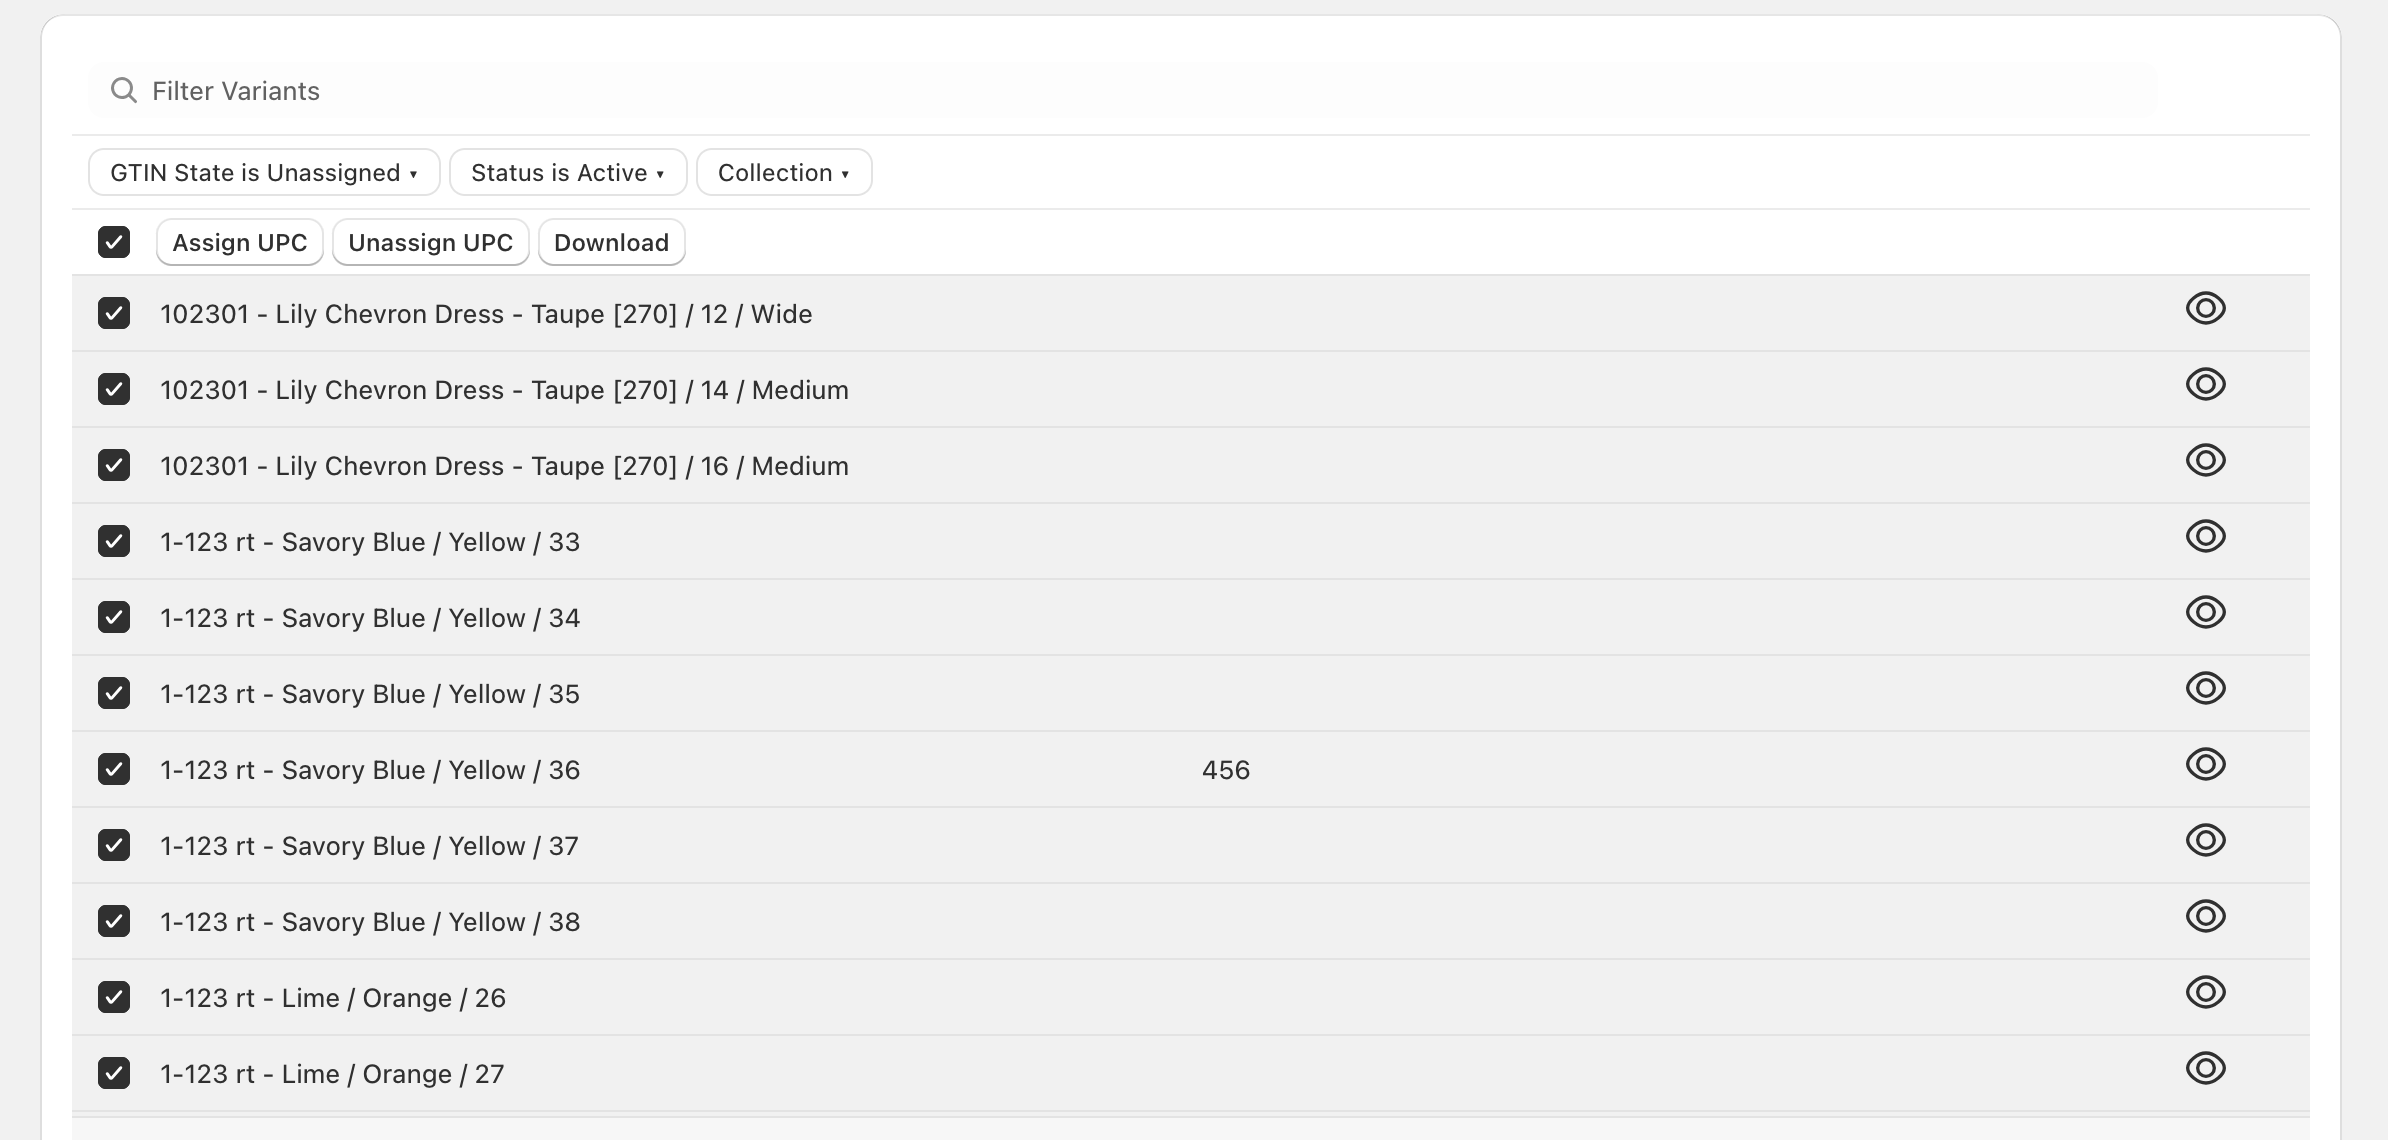 Filter Variants
GTIN State is Unassigned ▾ Status is Active ▾ Collection ▾
Assign UPC Unassign UPC Download
102301 - Lily Chevron Dress - Taupe [270] / 12 / Wide
102301 - Lily Chevron Dress - Taupe [270] / 14 / Medium
102301 - Lily Chevron Dress - Taupe [270] / 16 / Medium
1-123 rt - Savory Blue / Yellow / 33
1-123 rt - Savory Blue / Yellow / 34
1-123 rt - Savory Blue / Yellow / 35
1-123 rt - Savory Blue / Yellow / 36 456
1-123 rt - Savory Blue / Yellow / 37
1-123 rt - Savory Blue / Yellow / 38
1-123 rt - Lime / Orange / 26
1-123 rt - Lime / Orange / 27